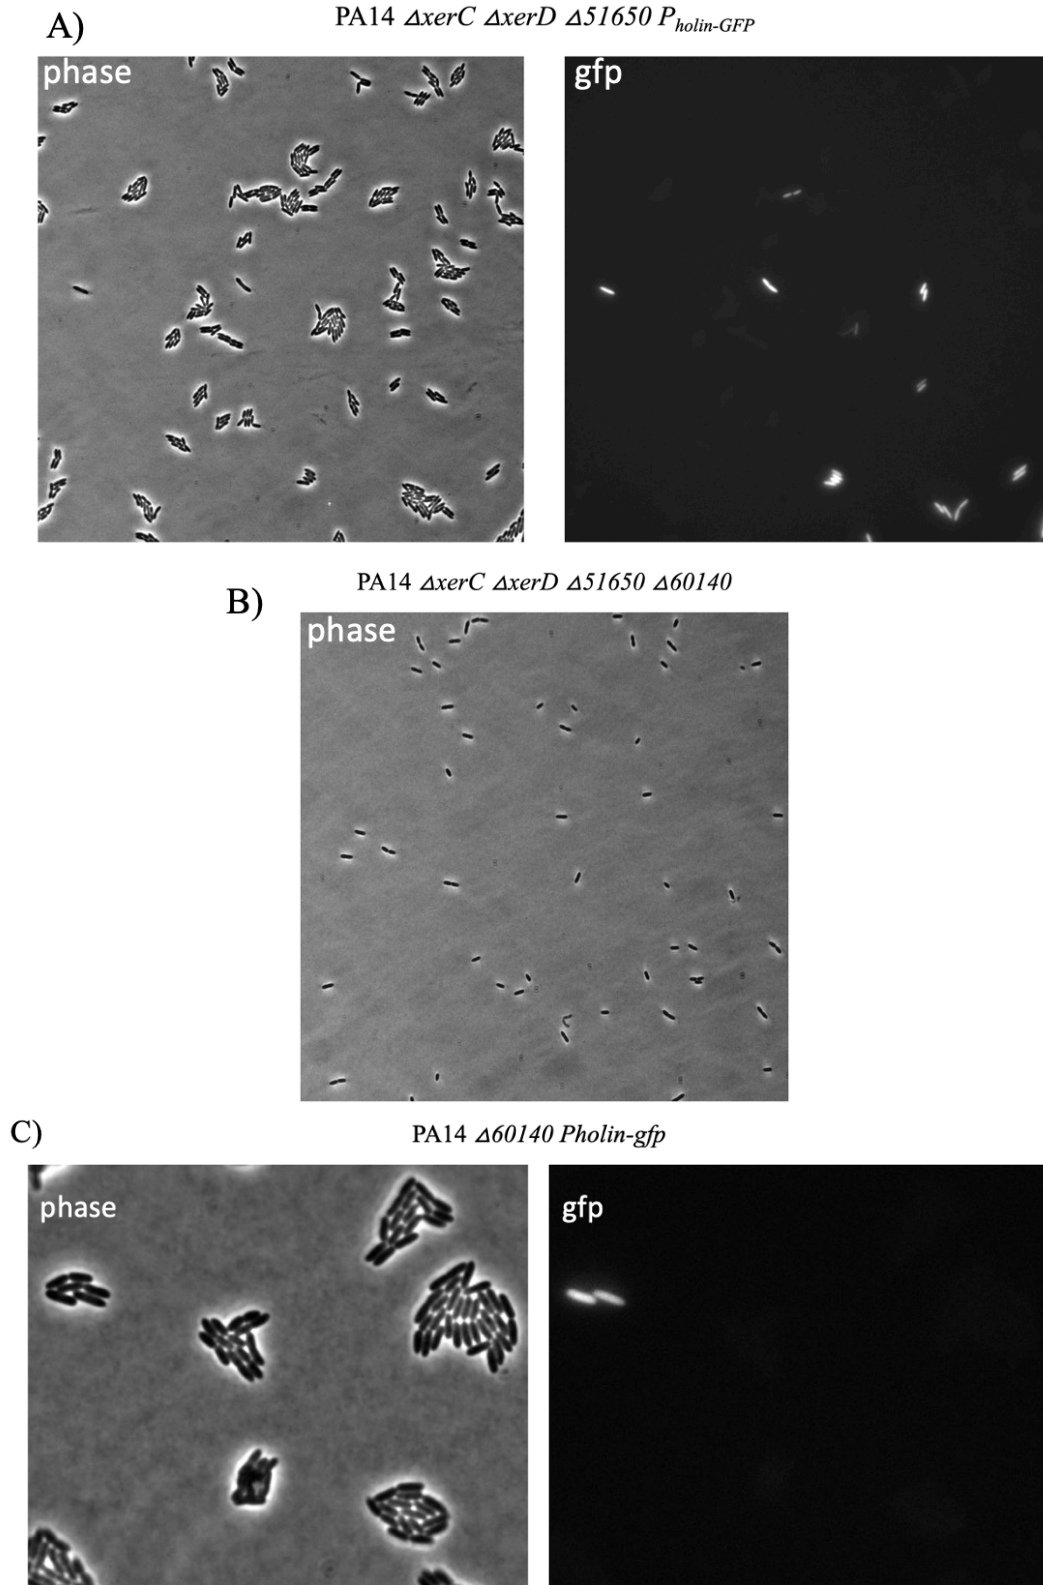 A)
PA14 ΔxerC ΔxerD Δ51650 Pholin-GFP
phase
gfp
B)
PA14 ΔxerC ΔxerD Δ51650 Δ60140
phase
C)
PA14 Δ60140 Pholin-gfp
phase
gfp